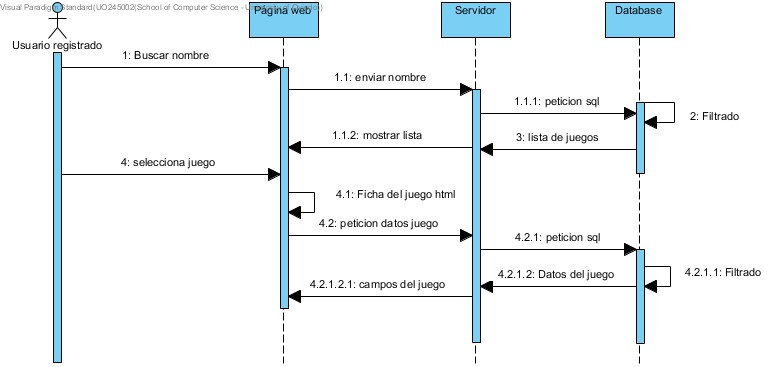 Visual Paradigm Standard(UO245002(School of Computer Science -
Usuario registrado
Página web
Servidor
Database
1: Buscar nombre
1.1: enviar nombre
1.1.1: peticion sql
2: Filtrado
3: lista de juegos
1.1.2: mostrar lista
4: selecciona juego
4.1: Ficha del juego html
4.2: peticion datos juego
4.2.1: peticion sql
4.2.1.1: Filtrado
4.2.1.2: Datos del juego
4.2.1.2.1: campos del juego